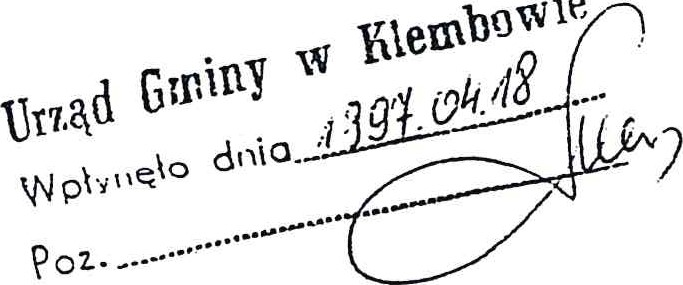 Urząd Gminy w Klembowie
Wpłynęło dnia 1997.04.18
Poz.